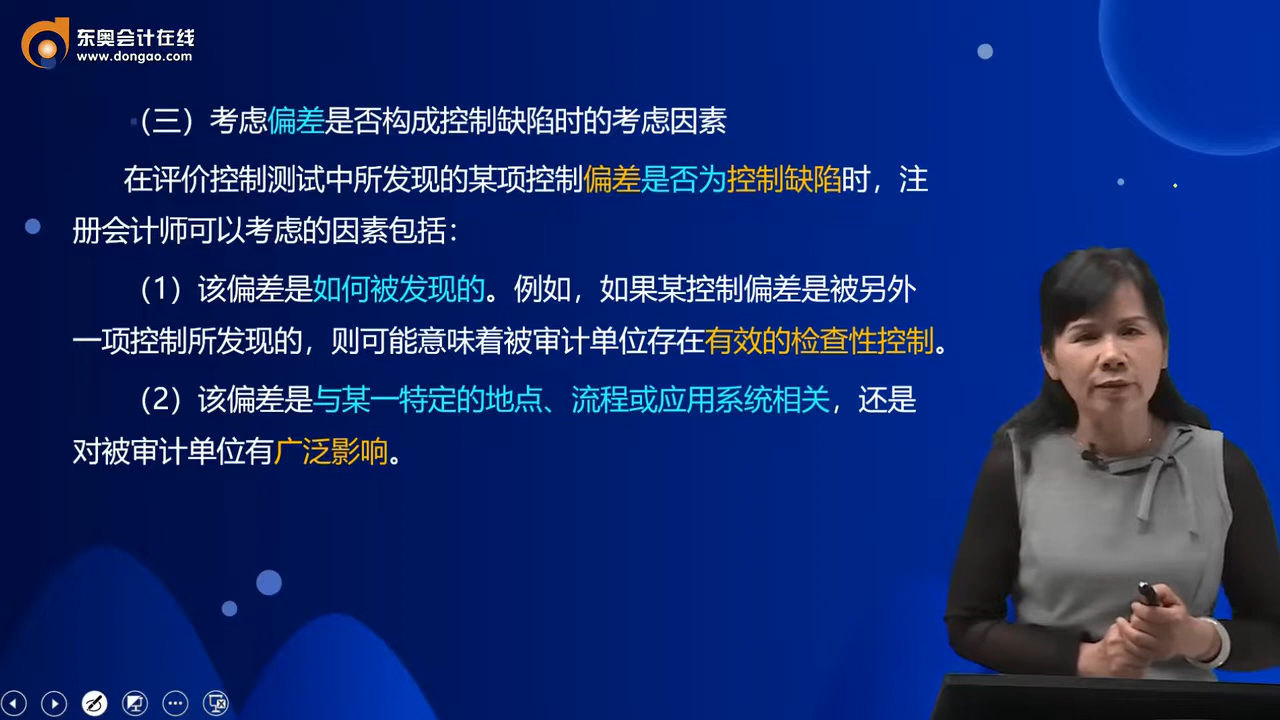 东奥会计在线
www.dongao.com
（三）考虑偏差是否构成控制缺陷时的考虑因素
在评价控制测试中所发现的某项控制偏差是否为控制缺陷时，注
册会计师可以考虑的因素包括：
（1）该偏差是如何被发现的。例如，如果某控制偏差是被另外
一项控制所发现的，则可能意味着被审计单位存在有效的检查性控制。
（2）该偏差是与某一特定的地点、流程或应用系统相关，还是
对被审计单位有广泛影响。